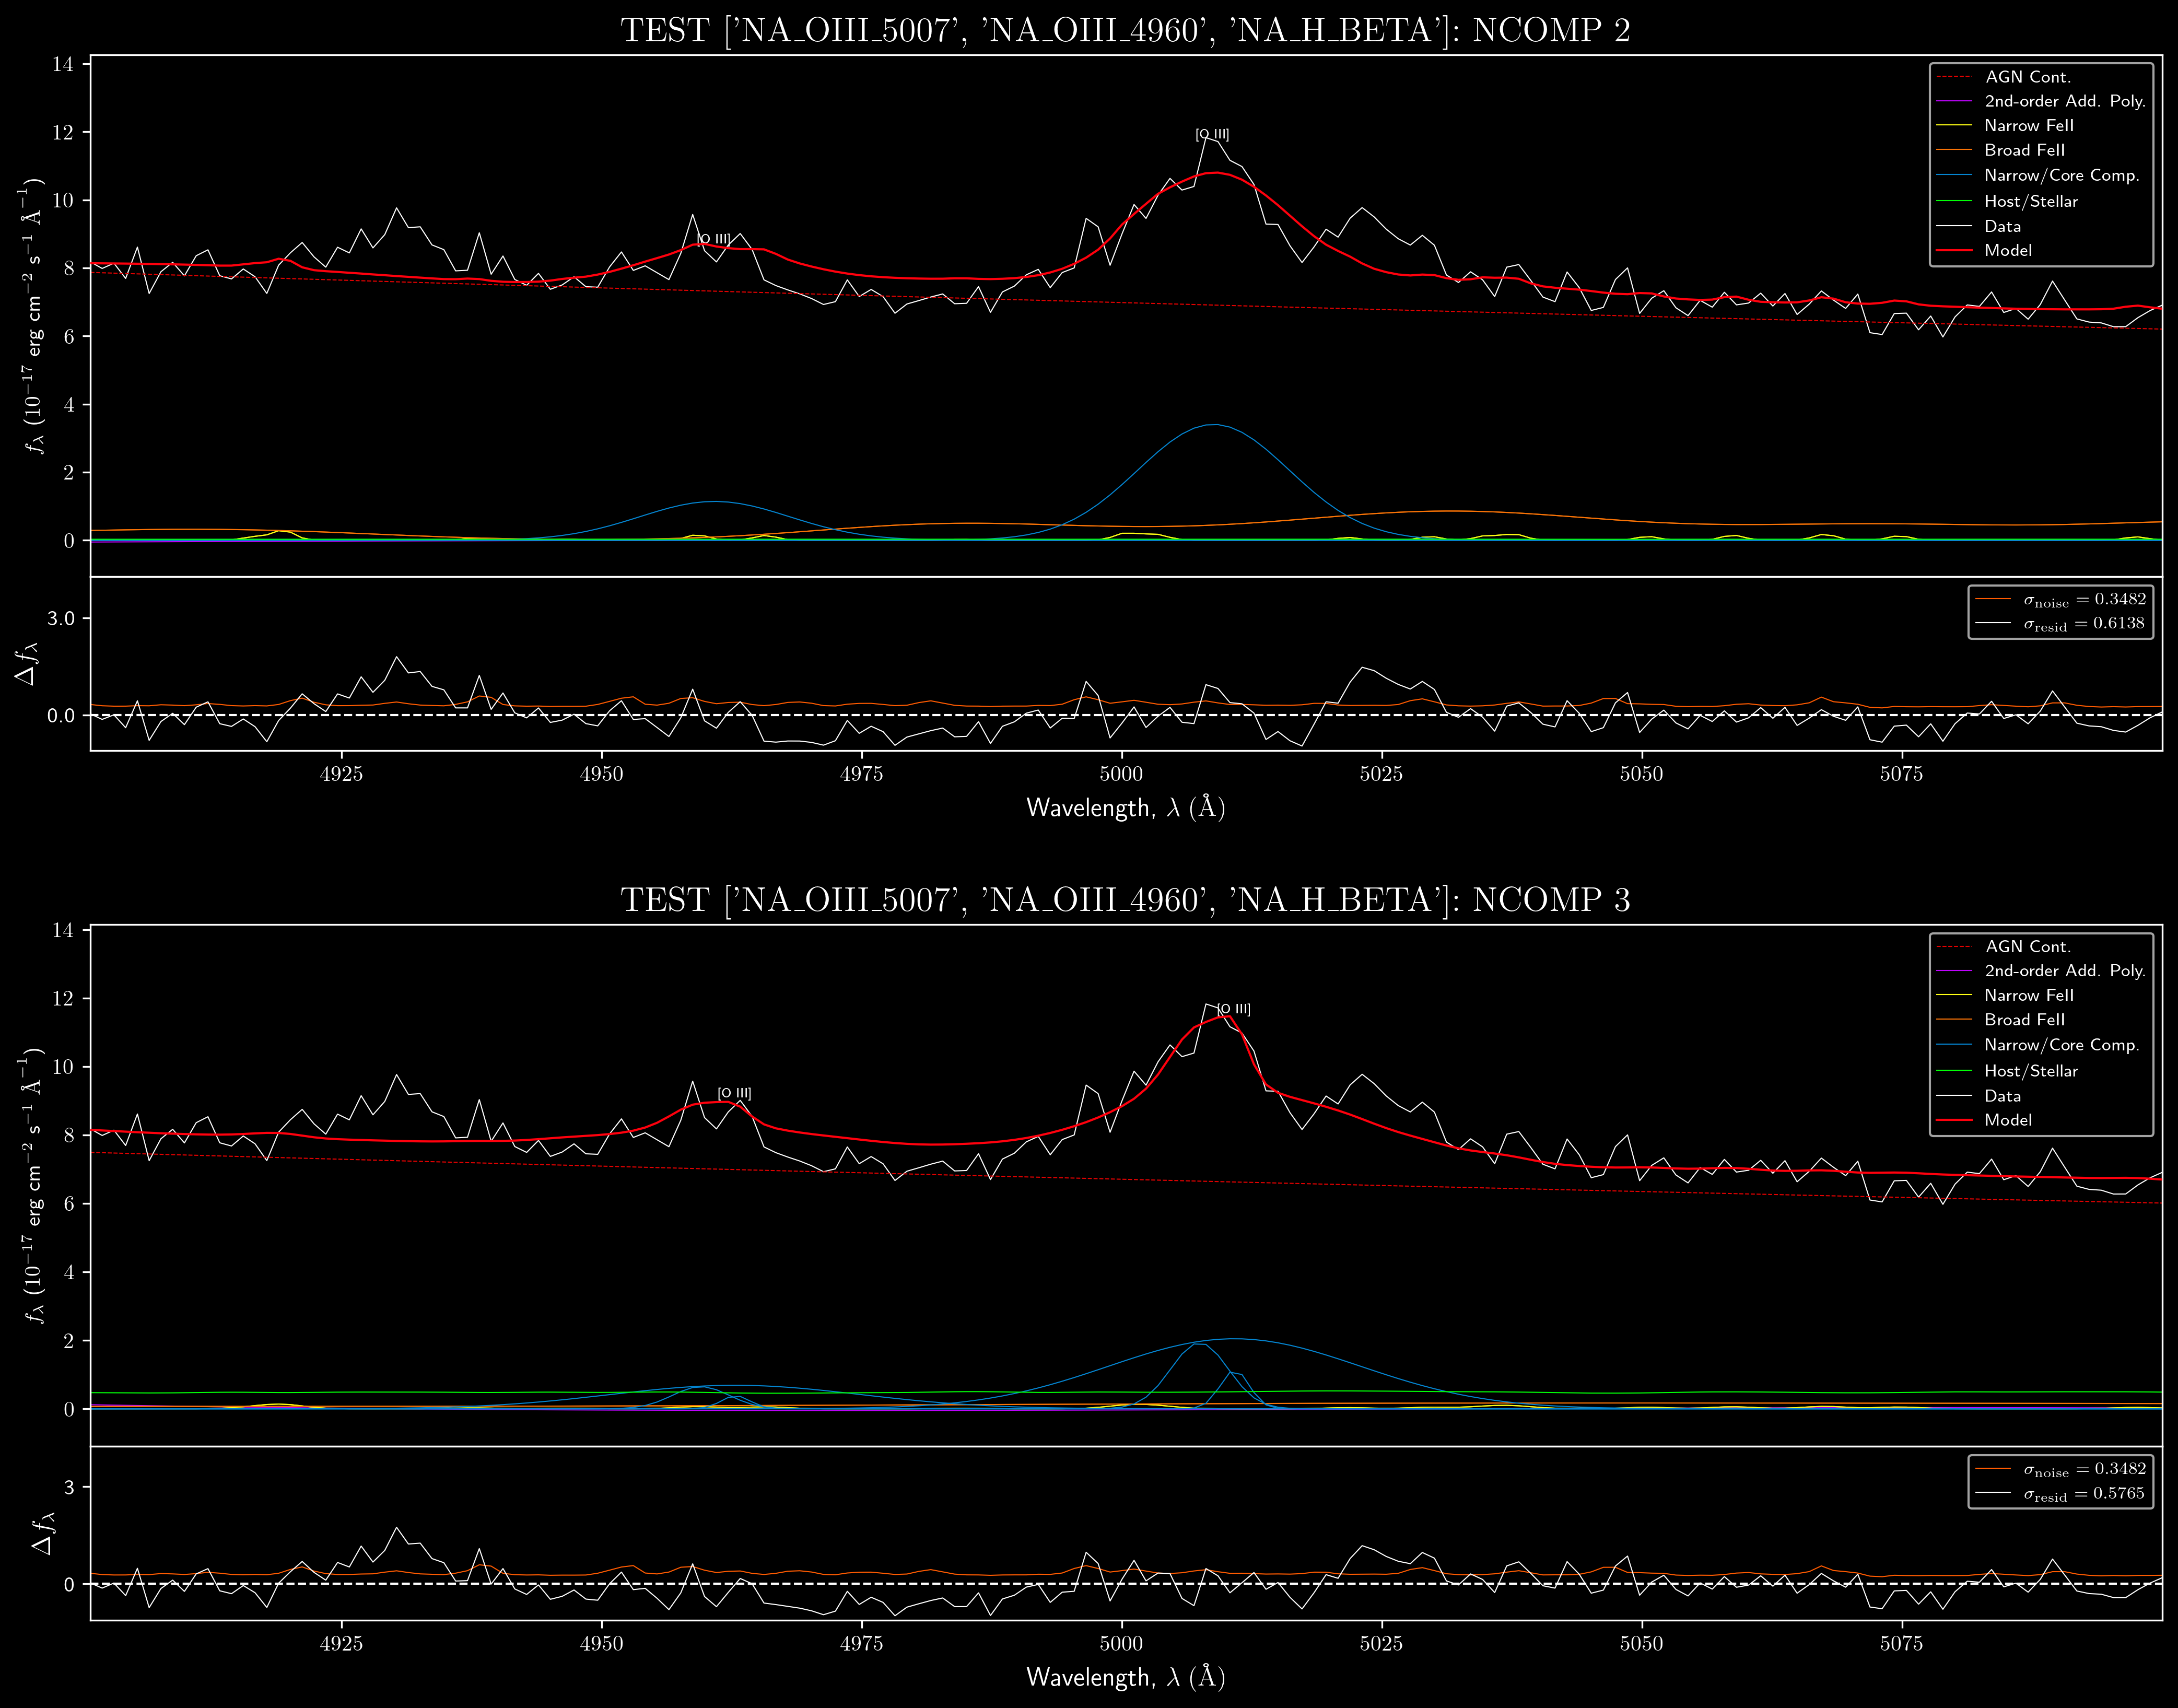 TEST ['NA_OIII_5007', 'NA_OIII_4960', 'NA_H_BETA']: NCOMP 2
14
12
10
8
6
4
2
0
f_λ (10^−17 erg cm^−2 s^−1 Å^−1)
[O III]
[O III]
AGN Cont.
2nd-order Add. Poly.
Narrow FeII
Broad FeII
Narrow/Core Comp.
Host/Stellar
Data
Model
3.0
0.0
Δf_λ
σ_noise = 0.3482
σ_resid = 0.6138
4925 4950 4975 5000 5025 5050 5075
Wavelength, λ (Å)
TEST ['NA_OIII_5007', 'NA_OIII_4960', 'NA_H_BETA']: NCOMP 3
14
12
10
8
6
4
2
0
f_λ (10^−17 erg cm^−2 s^−1 Å^−1)
[O III]
[O III]
AGN Cont.
2nd-order Add. Poly.
Narrow FeII
Broad FeII
Narrow/Core Comp.
Host/Stellar
Data
Model
3
0
Δf_λ
σ_noise = 0.3482
σ_resid = 0.5765
4925 4950 4975 5000 5025 5050 5075
Wavelength, λ (Å)